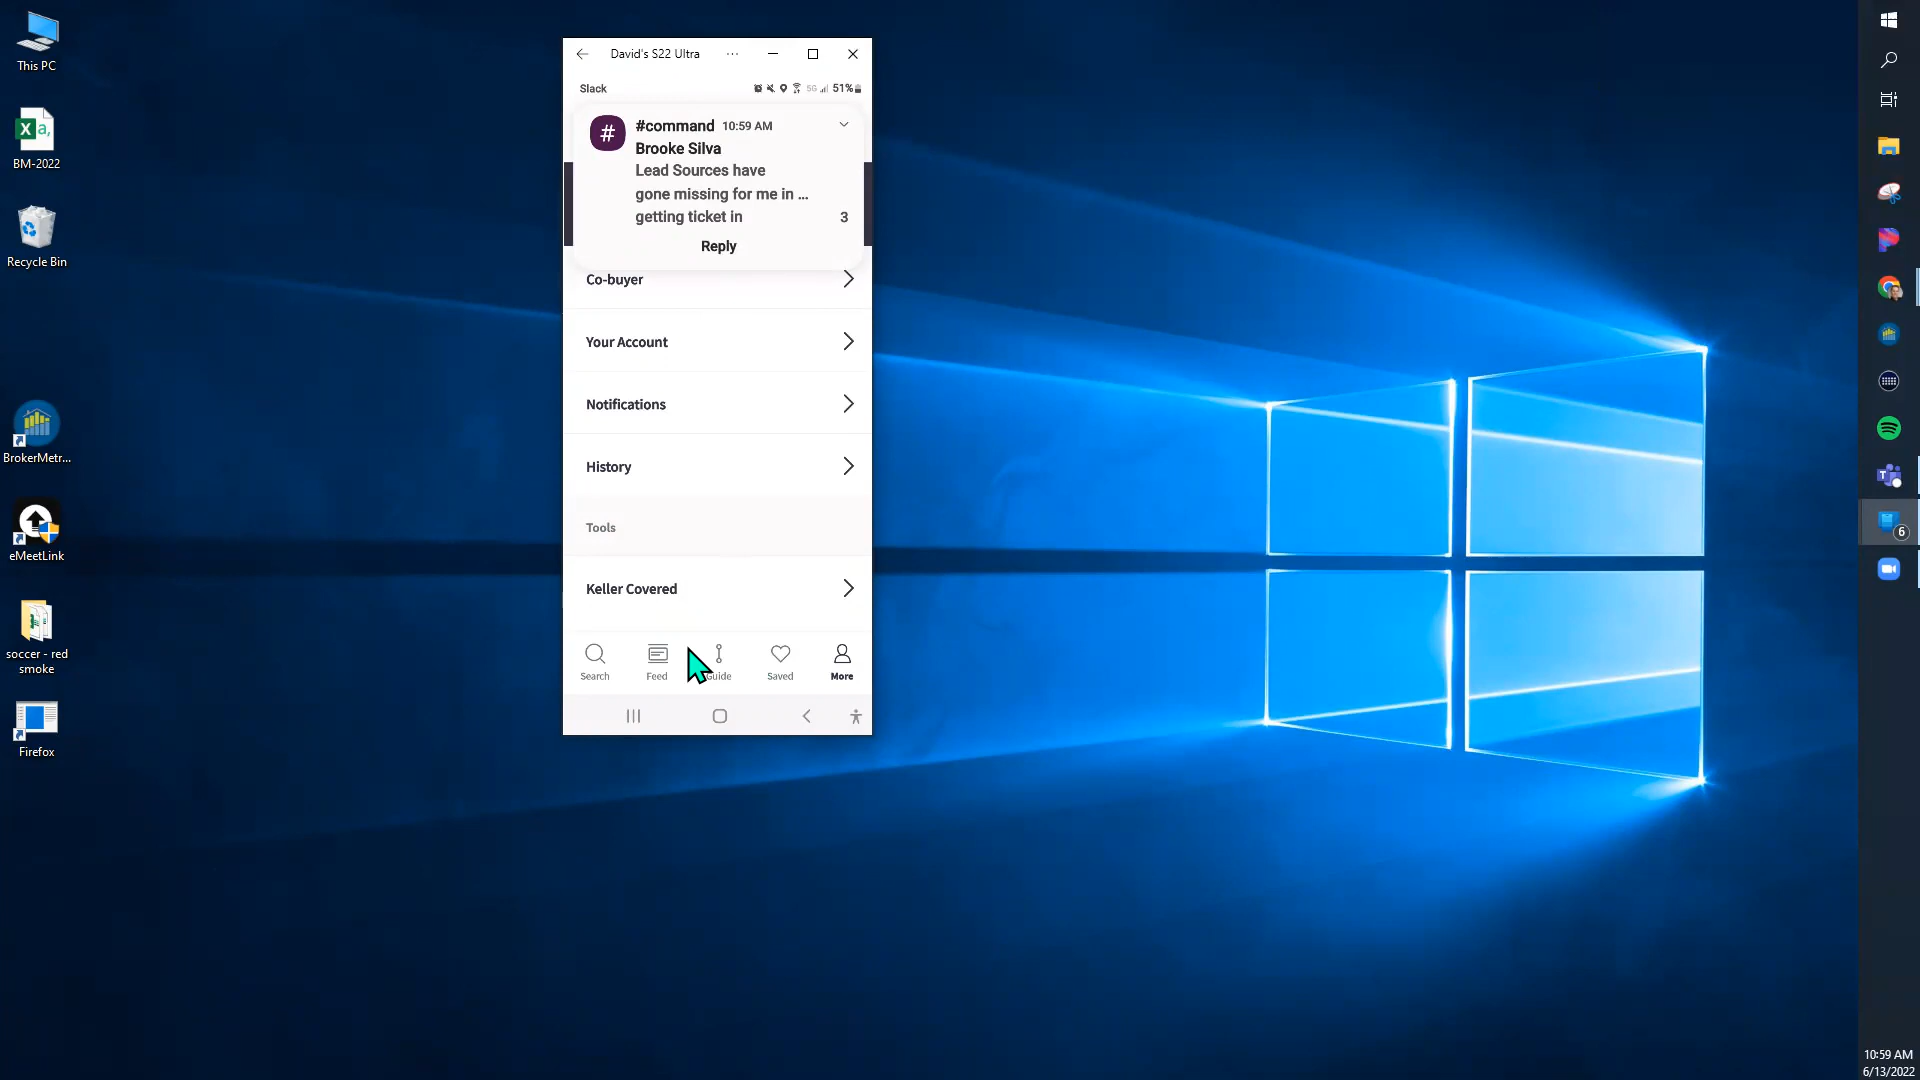 This PC
BM-2022
Recycle Bin
BrokerMetr...
eMeetLink
soccer - red
smoke
Firefox
David's S22 Ultra
Slack
5G
51%
#command 10:59 AM
Brooke Silva
Lead Sources have
gone missing for me in ...
getting ticket in
3
Reply
Co-buyer
Your Account
Notifications
History
Tools
Keller Covered
Search
Feed
Saved
More
6
10:59 AM
6/13/2022